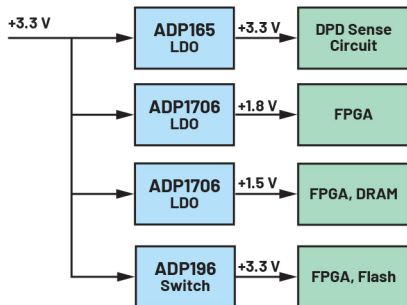 +3.3 V
ADP165
LDO
+3.3 V
DPD Sense
Circuit
ADP1706
LDO
+1.8 V
FPGA
ADP1706
LDO
+1.5 V
FPGA, DRAM
ADP196
Switch
+3.3 V
FPGA, Flash